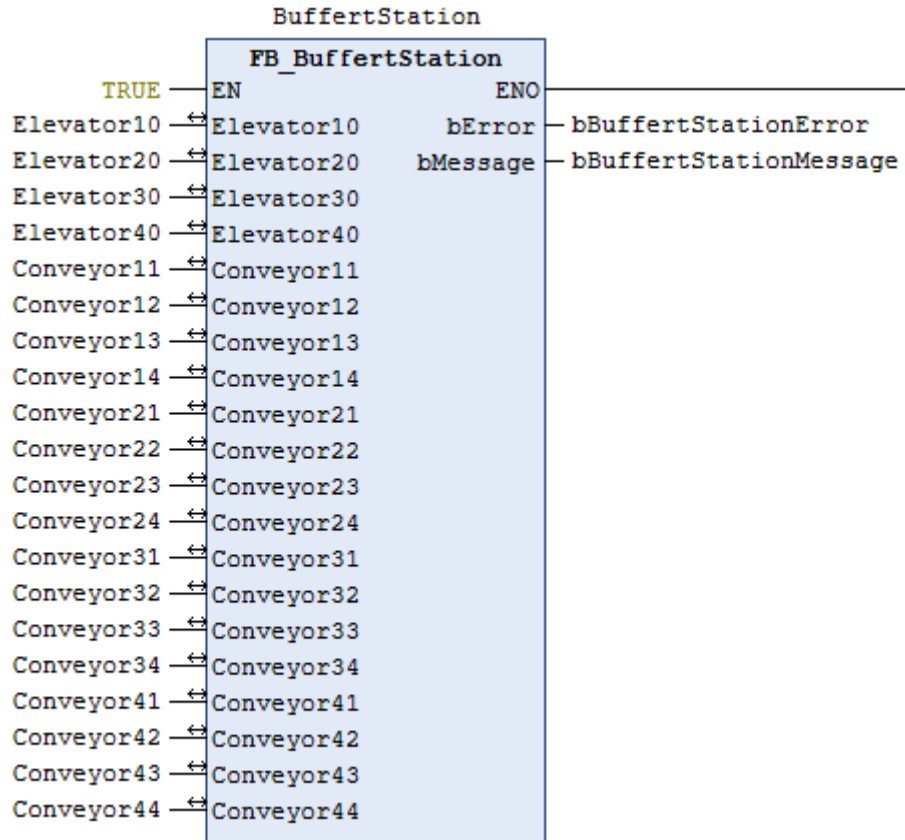 BuffertStation
FB_BuffertStation
TRUE EN ENO
Elevator10 Elevator10 bError bBuffertStationError
Elevator20 Elevator20 bMessage bBuffertStationMessage
Elevator30 Elevator30
Elevator40 Elevator40
Conveyor11 Conveyor11
Conveyor12 Conveyor12
Conveyor13 Conveyor13
Conveyor14 Conveyor14
Conveyor21 Conveyor21
Conveyor22 Conveyor22
Conveyor23 Conveyor23
Conveyor24 Conveyor24
Conveyor31 Conveyor31
Conveyor32 Conveyor32
Conveyor33 Conveyor33
Conveyor34 Conveyor34
Conveyor41 Conveyor41
Conveyor42 Conveyor42
Conveyor43 Conveyor43
Conveyor44 Conveyor44